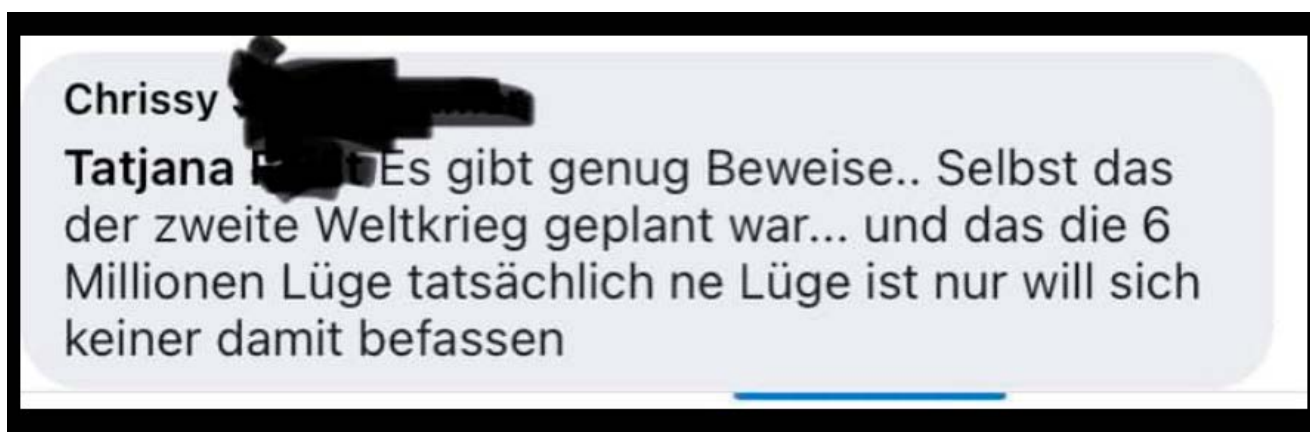 Chrissy
Tatjana Es gibt genug Beweise.. Selbst das
der zweite Weltkrieg geplant war... und das die 6
Millionen Lüge tatsächlich ne Lüge ist nur will sich
keiner damit befassen